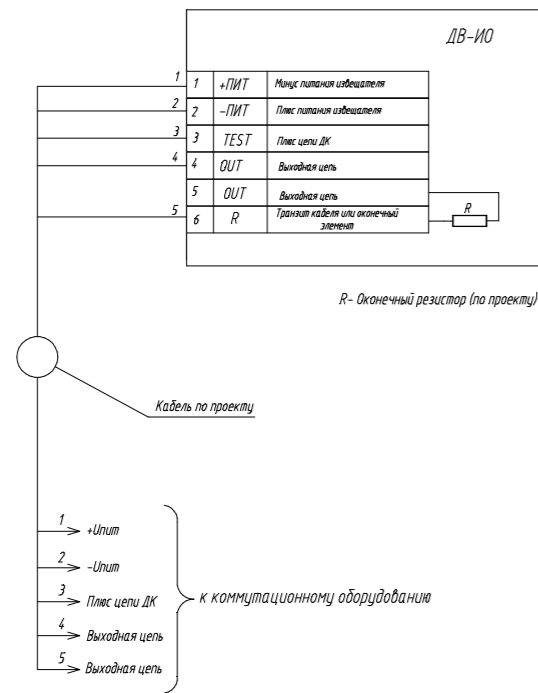 ДВ-ИО
1 1 +ПИТ Минус питания извещателя
2 2 -ПИТ Плюс питания извещателя
3 3 TEST Плюс цепи ДК
4 4 OUT Выходная цепь
5 OUT Выходная цепь
5 6 R Транзит кабеля или оконечный
элемент
R
R- Оконечный резистор (по проекту)
Кабель по проекту
1 +Uпит
2 -Uпит
3 Плюс цепи ДК
к коммутационному оборудованию
4 Выходная цепь
5 Выходная цепь